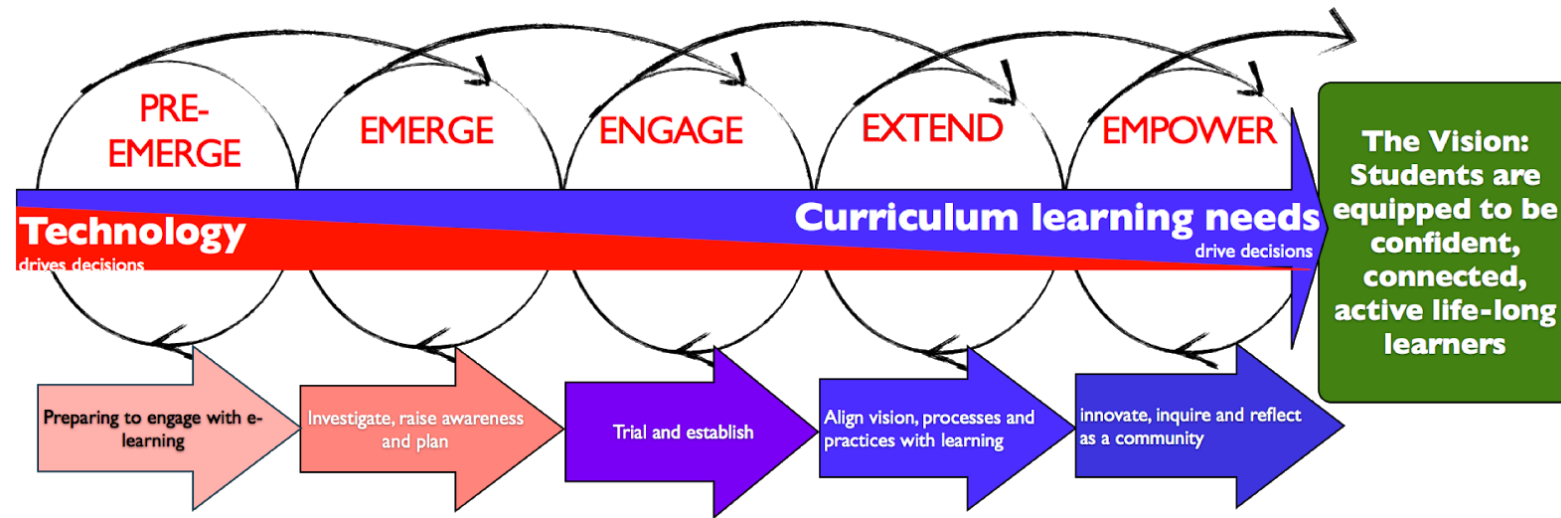 PRE-
EMERGE
EMERGE
ENGAGE
EXTEND
EMPOWER
Technology
drives decisions
Curriculum learning needs
drive decisions
The Vision:
Students are
equipped to be
confident,
connected,
active life-long
learners
Preparing to engage with e-
learning
Investigate, raise awareness
and plan
Trial and establish
Align vision, processes and
practices with learning
innovate, inquire and reflect
as a community